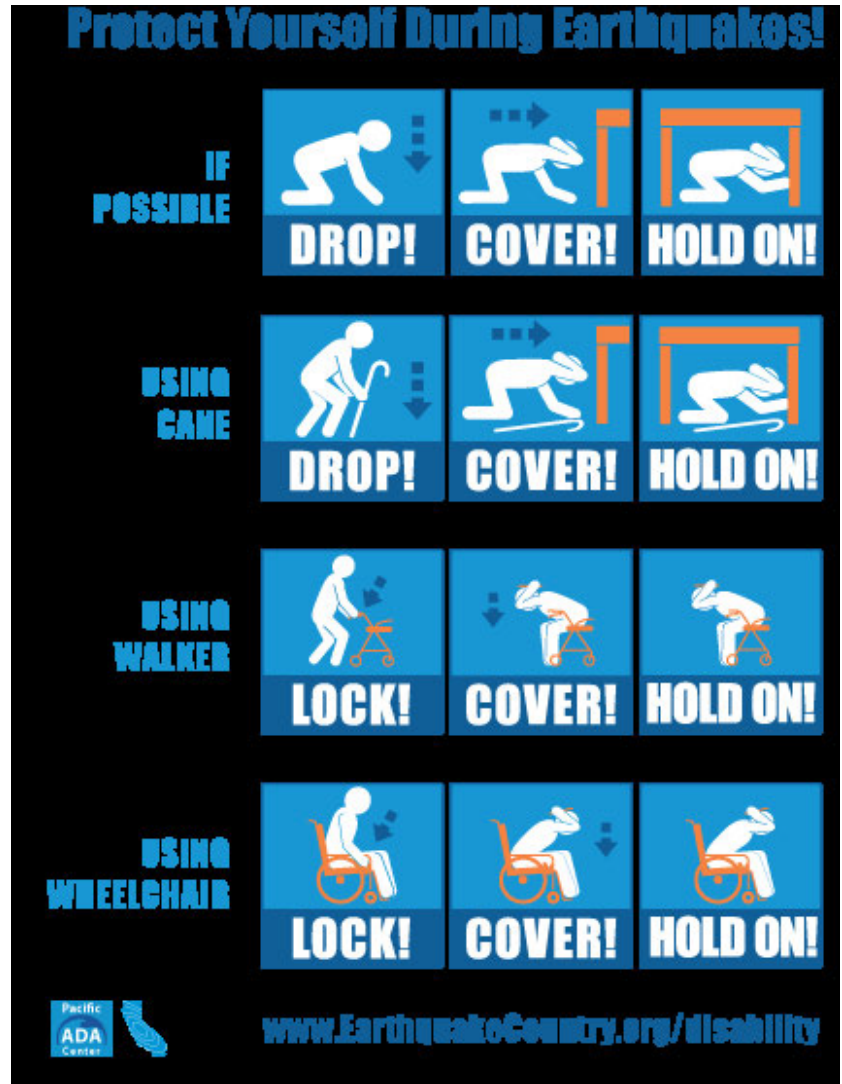 Protect Yourself During Earthquakes!
IF
POSSIBLE
DROP!
COVER!
HOLD ON!
USING
CANE
DROP!
COVER!
HOLD ON!
USING
WALKER
LOCK!
COVER!
HOLD ON!
USING
WHEELCHAIR
LOCK!
COVER!
HOLD ON!
Pacific
ADA
Center
www.EarthquakeCountry.org/disability